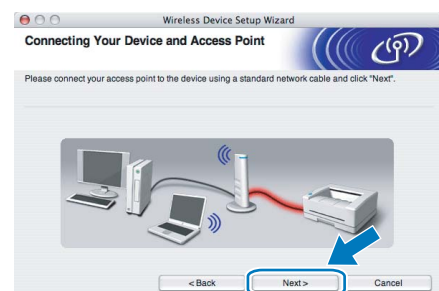 Wireless Device Setup Wizard
Connecting Your Device and Access Point
Please connect your access point to the device using a standard network cable and click "Next".
< Back Next > Cancel